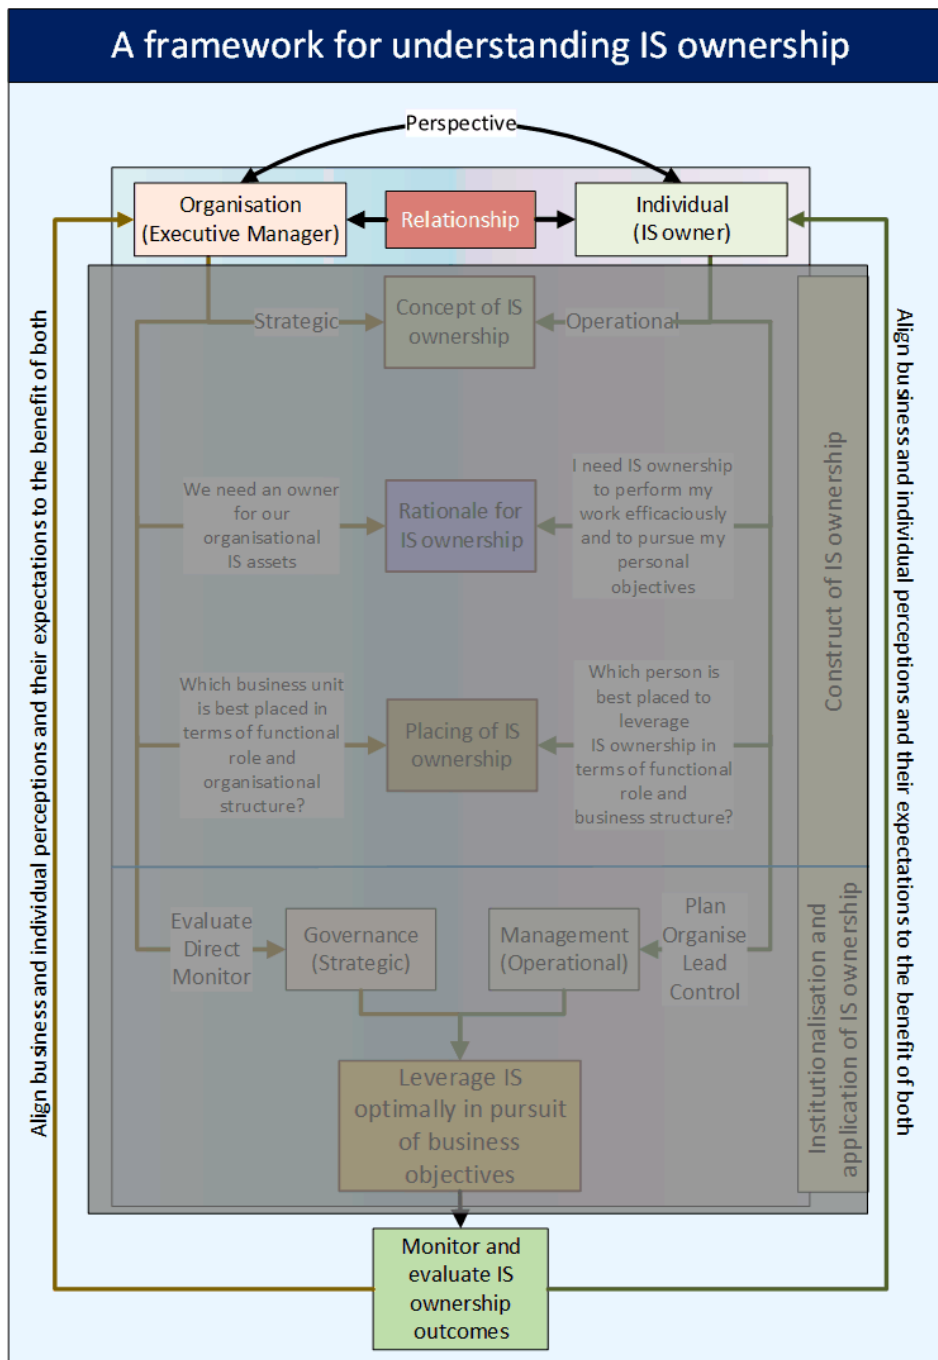 A framework for understanding IS ownership
Perspective
Organisation
(Executive Manager)
Relationship
Individual
(IS owner)
Strategic
Concept of IS
ownership
Operational
We need an owner
for our
organisational
IS assets
Rationale for
IS ownership
I need IS ownership
to perform my
work efficaciously
and to pursue my
personal
objectives
Which business unit
is best placed in
terms of functional
role and
organisational
structure?
Placing of IS
ownership
Which person is
best placed to
leverage
IS ownership in
terms of functional
role and
business structure?
Construct of IS ownership
Evaluate
Direct
Monitor
Governance
(Strategic)
Management
(Operational)
Plan
Organise
Lead
Control
Institutionalisation and
application of IS ownership
Leverage IS
optimally in pursuit
of business
objectives
Monitor and
evaluate IS
ownership
outcomes
Align business and individual perceptions and their expectations to the benefit of both
Align business and individual perceptions and their expectations to the benefit of both